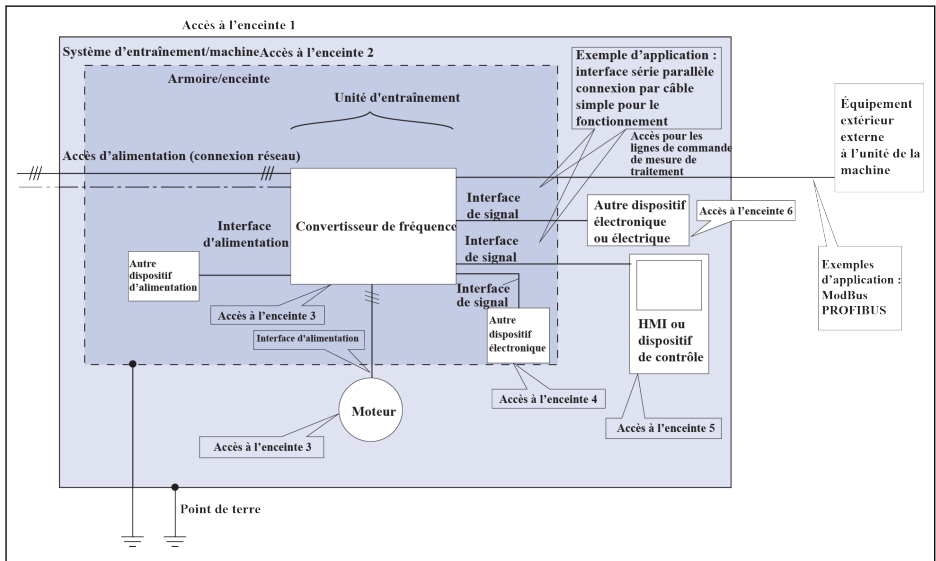 Accès à l'enceinte 1
Système d'entraînement/machine
Accès à l'enceinte 2
Armoire/enceinte
Unité d'entraînement
Exemple d'application :
interface série parallèle
connexion par câble
simple pour le
fonctionnement
Équipement
extérieur
externe
à l'unité de la
machine
Accès pour les
lignes de commande
de mesure de
traitement
Accès d'alimentation (connexion réseau)
Interface
de signal
Autre dispositif
électronique
ou électrique
Accès à l'enceinte 6
Interface
d'alimentation
Convertisseur de fréquence
Interface
de signal
Autre
dispositif
d'alimentation
Interface
de signal
Exemples
d'application :
ModBus
PROFIBUS
Accès à l'enceinte 3
Autre
dispositif
électronique
HMI ou
dispositif
de contrôle
Interface d'alimentation
Accès à l'enceinte 4
Moteur
Accès à l'enceinte 5
Accès à l'enceinte 3
Point de terre